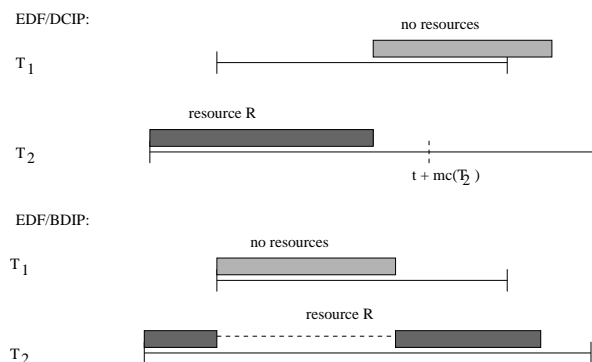 EDF/DCIP:
no resources
T1
resource R
T2
t + mc(T2)
EDF/BDIP:
no resources
T1
resource R
T2